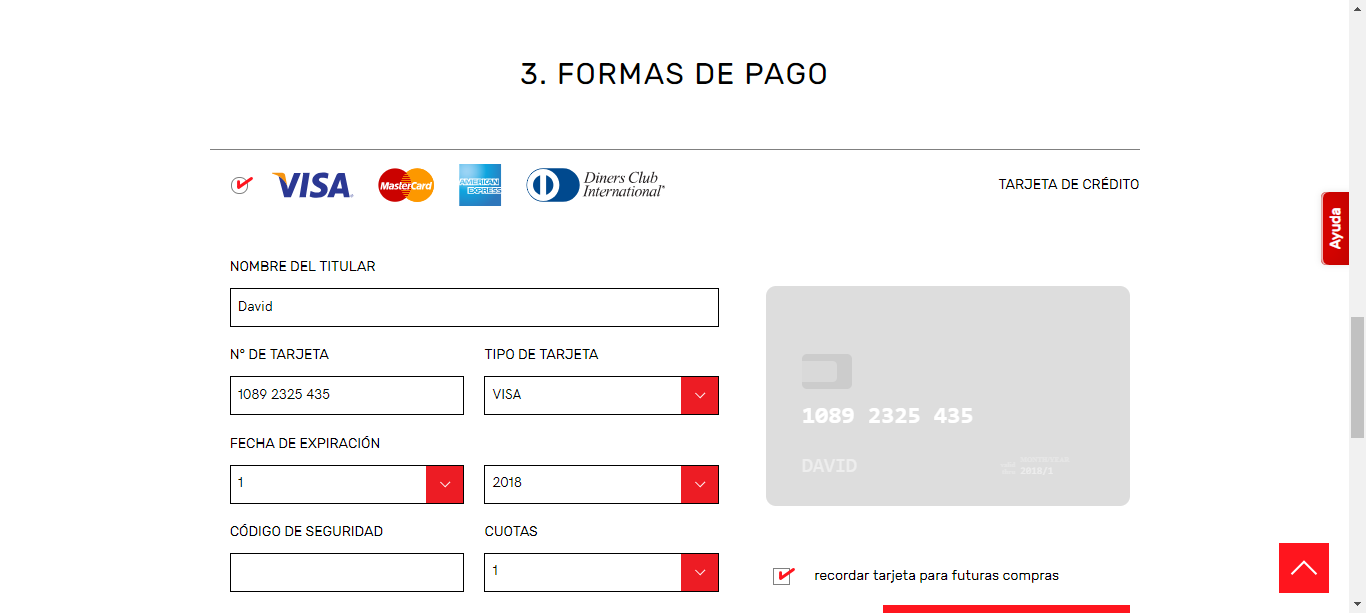 3. FORMAS DE PAGO
VISA
MasterCard
AMERICAN
EXPRESS
Diners Club
International®
TARJETA DE CRÉDITO
Ayuda
NOMBRE DEL TITULAR
David
N° DE TARJETA
TIPO DE TARJETA
1089 2325 435
VISA
1089 2325 435
FECHA DE EXPIRACIÓN
1
2018
DAVID
2018/1
CÓDIGO DE SEGURIDAD
CUOTAS
1
recordar tarjeta para futuras compras